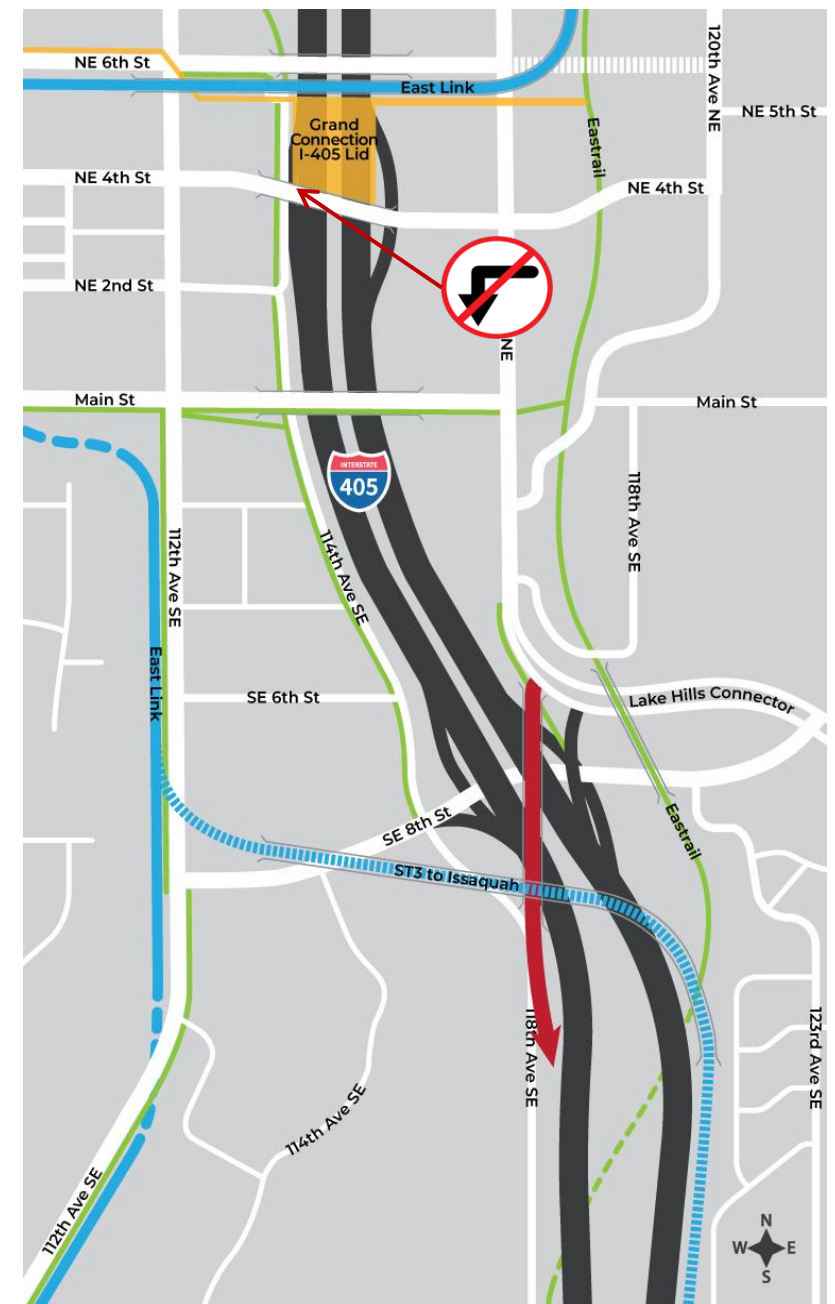 NE 6th St
East Link
120th Ave NE
NE 5th St
Grand
Connection
I-405 Lid
Eastrail
NE 4th St
NE 4th St
NE 2nd St
NE
Main St
Main St
INTERSTATE
405
118th Ave SE
112th Ave SE
114th Ave SE
East Link
SE 6th St
Lake Hills Connector
SE 8th St
Eastrail
ST3 to Issaquah
118th Ave SE
123rd Ave SE
114th Ave SE
112th Ave SE
N
W E
S